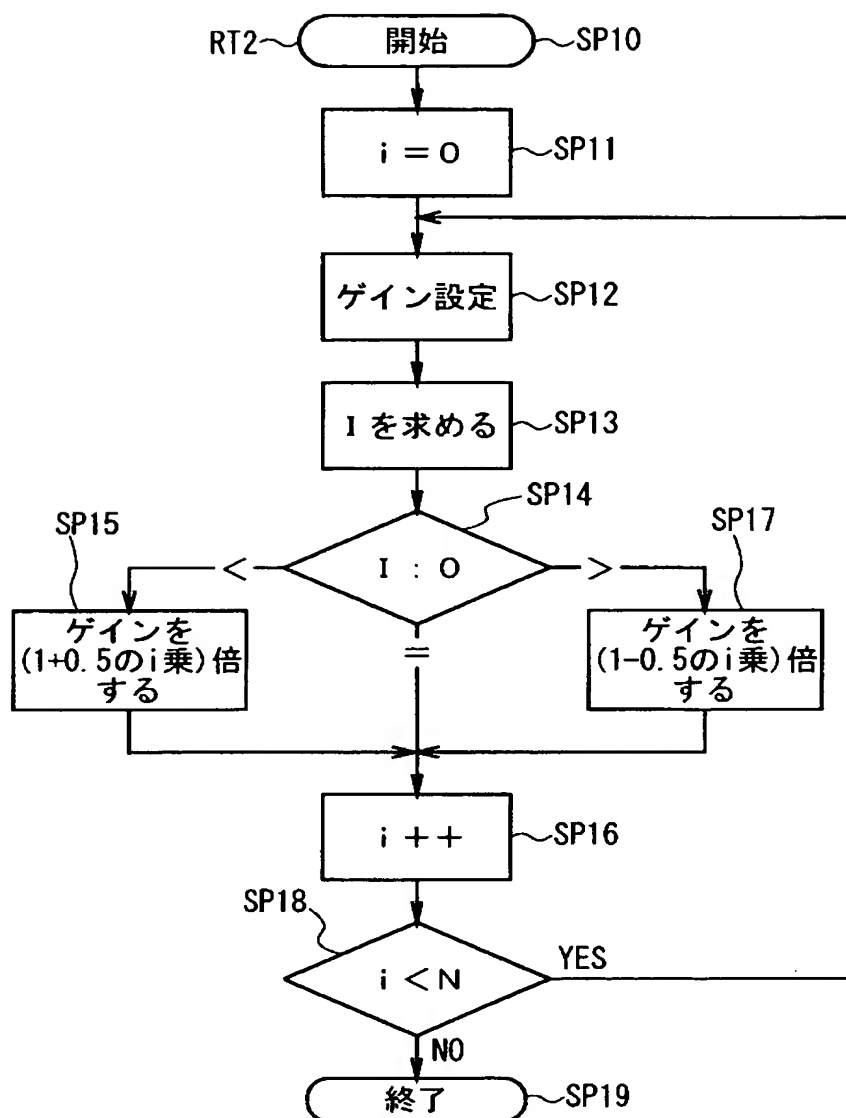 RT2
開始
SP10
i = 0
SP11
ゲイン設定
SP12
I を求める
SP13
SP14
I : 0
<
=
>
SP15
ゲインを
(1+0.5のi乗)倍
する
SP17
ゲインを
(1-0.5のi乗)倍
する
i ++
SP16
SP18
i < N
YES
NO
終了
SP19